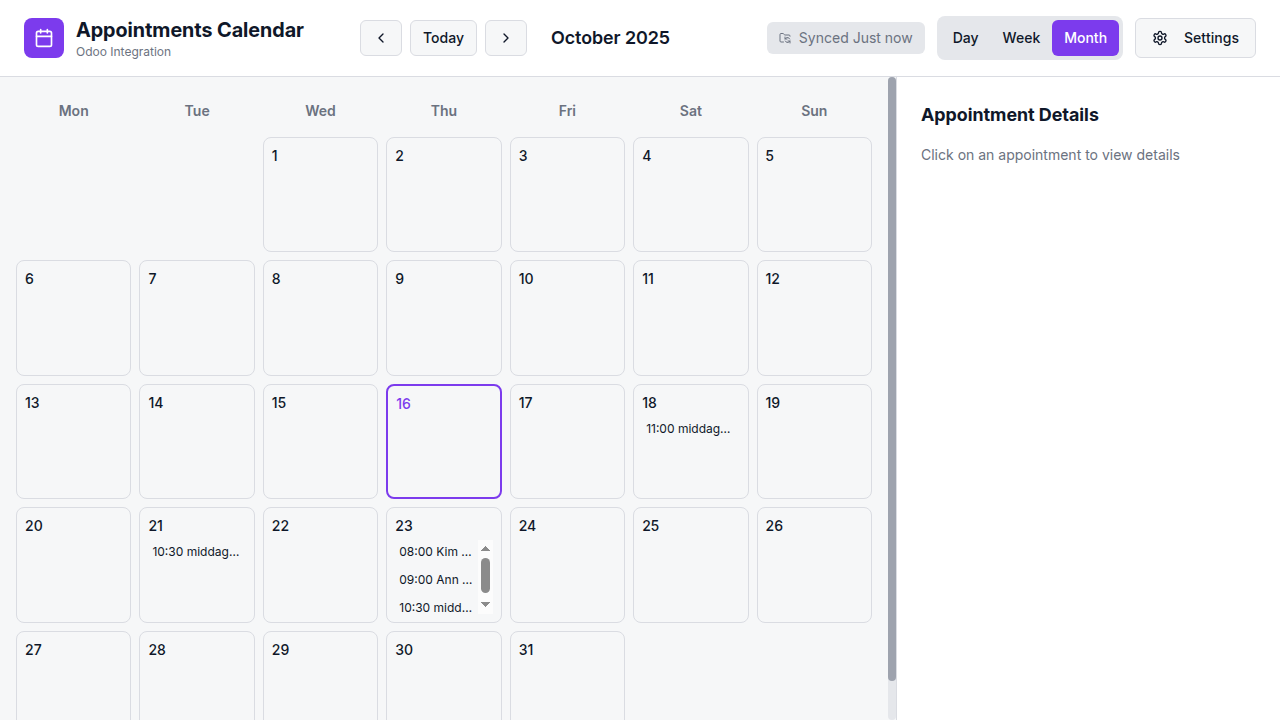 Appointments Calendar
Odoo Integration
Today
October 2025
Synced Just now
Day Week Month
Settings
Mon Tue Wed Thu Fri Sat Sun
1 2 3 4 5
6 7 8 9 10 11 12
13 14 15 16 17 18 19
11:00 middag...
20 21 22 23 24 25 26
10:30 middag...
08:00 Kim ...
09:00 Ann ...
10:30 midd...
27 28 29 30 31
Appointment Details
Click on an appointment to view details